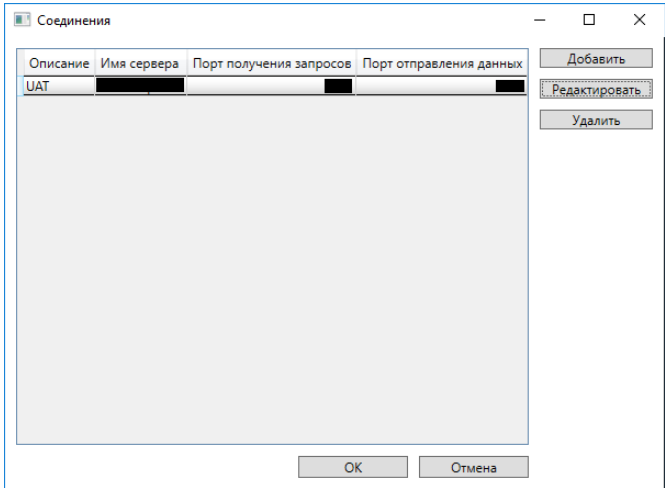 Соединения
Описание Имя сервера Порт получения запросов Порт отправления данных
UAT
Добавить
Редактировать
Удалить
OK Отмена